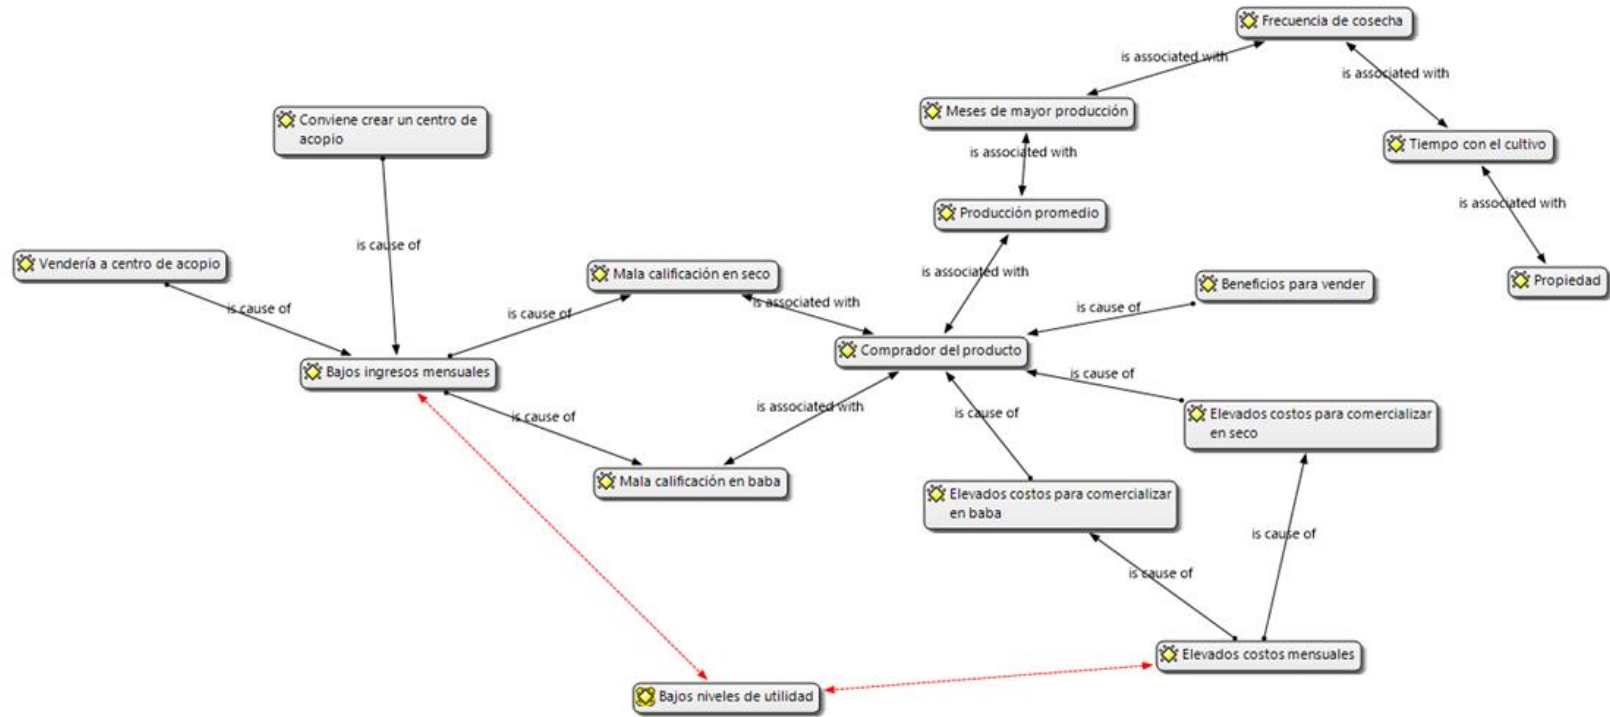 Frecuencia de cosecha
is associated with
is associated with
Meses de mayor producción
Conviene crear un centro de
acopio
Tiempo con el cultivo
is associated with
is associated with
Producción promedio
is cause of
Vendería a centro de acopio
Mala calificación en seco
is associated with
Beneficios para vender
Propiedad
is cause of
is cause of
is associated with
is cause of
Comprador del producto
Bajos ingresos mensuales
is cause of
is cause of
is associated with
is cause of
Elevados costos para comercializar
en seco
Mala calificación en baba
Elevados costos para comercializar
en baba
is cause of
is cause of
Elevados costos mensuales
Bajos niveles de utilidad